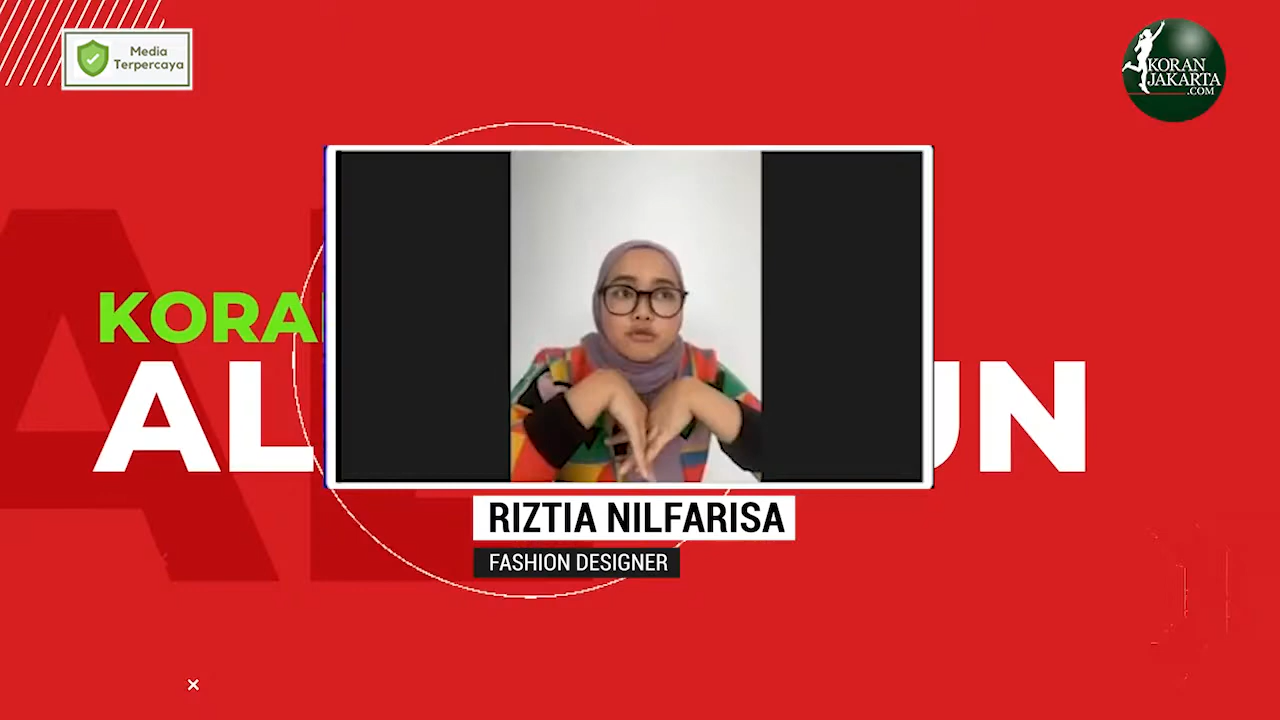 Media
Terpercaya
KORAN
JAKARTA
.COM
KORA
AL
UN
RIZTIA NILFARISA
FASHION DESIGNER